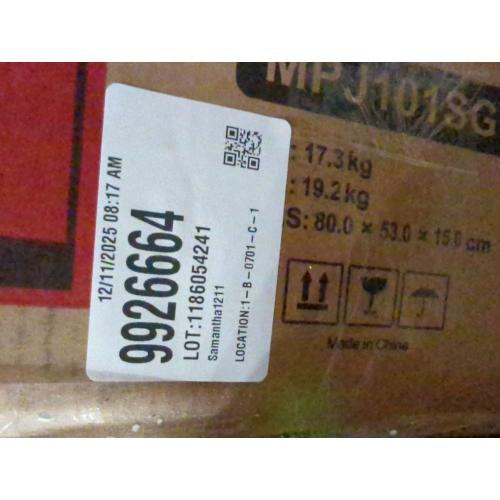 12/11/2025 08:17 AM
9926664
LOT:1186054241
Samantha1211
LOCATION:1-B-0701-C-1
MPJ101SG
: 17.3kg
: 19.2kg
S: 80.0 × 53.0 × 15.0 cm
Made in China